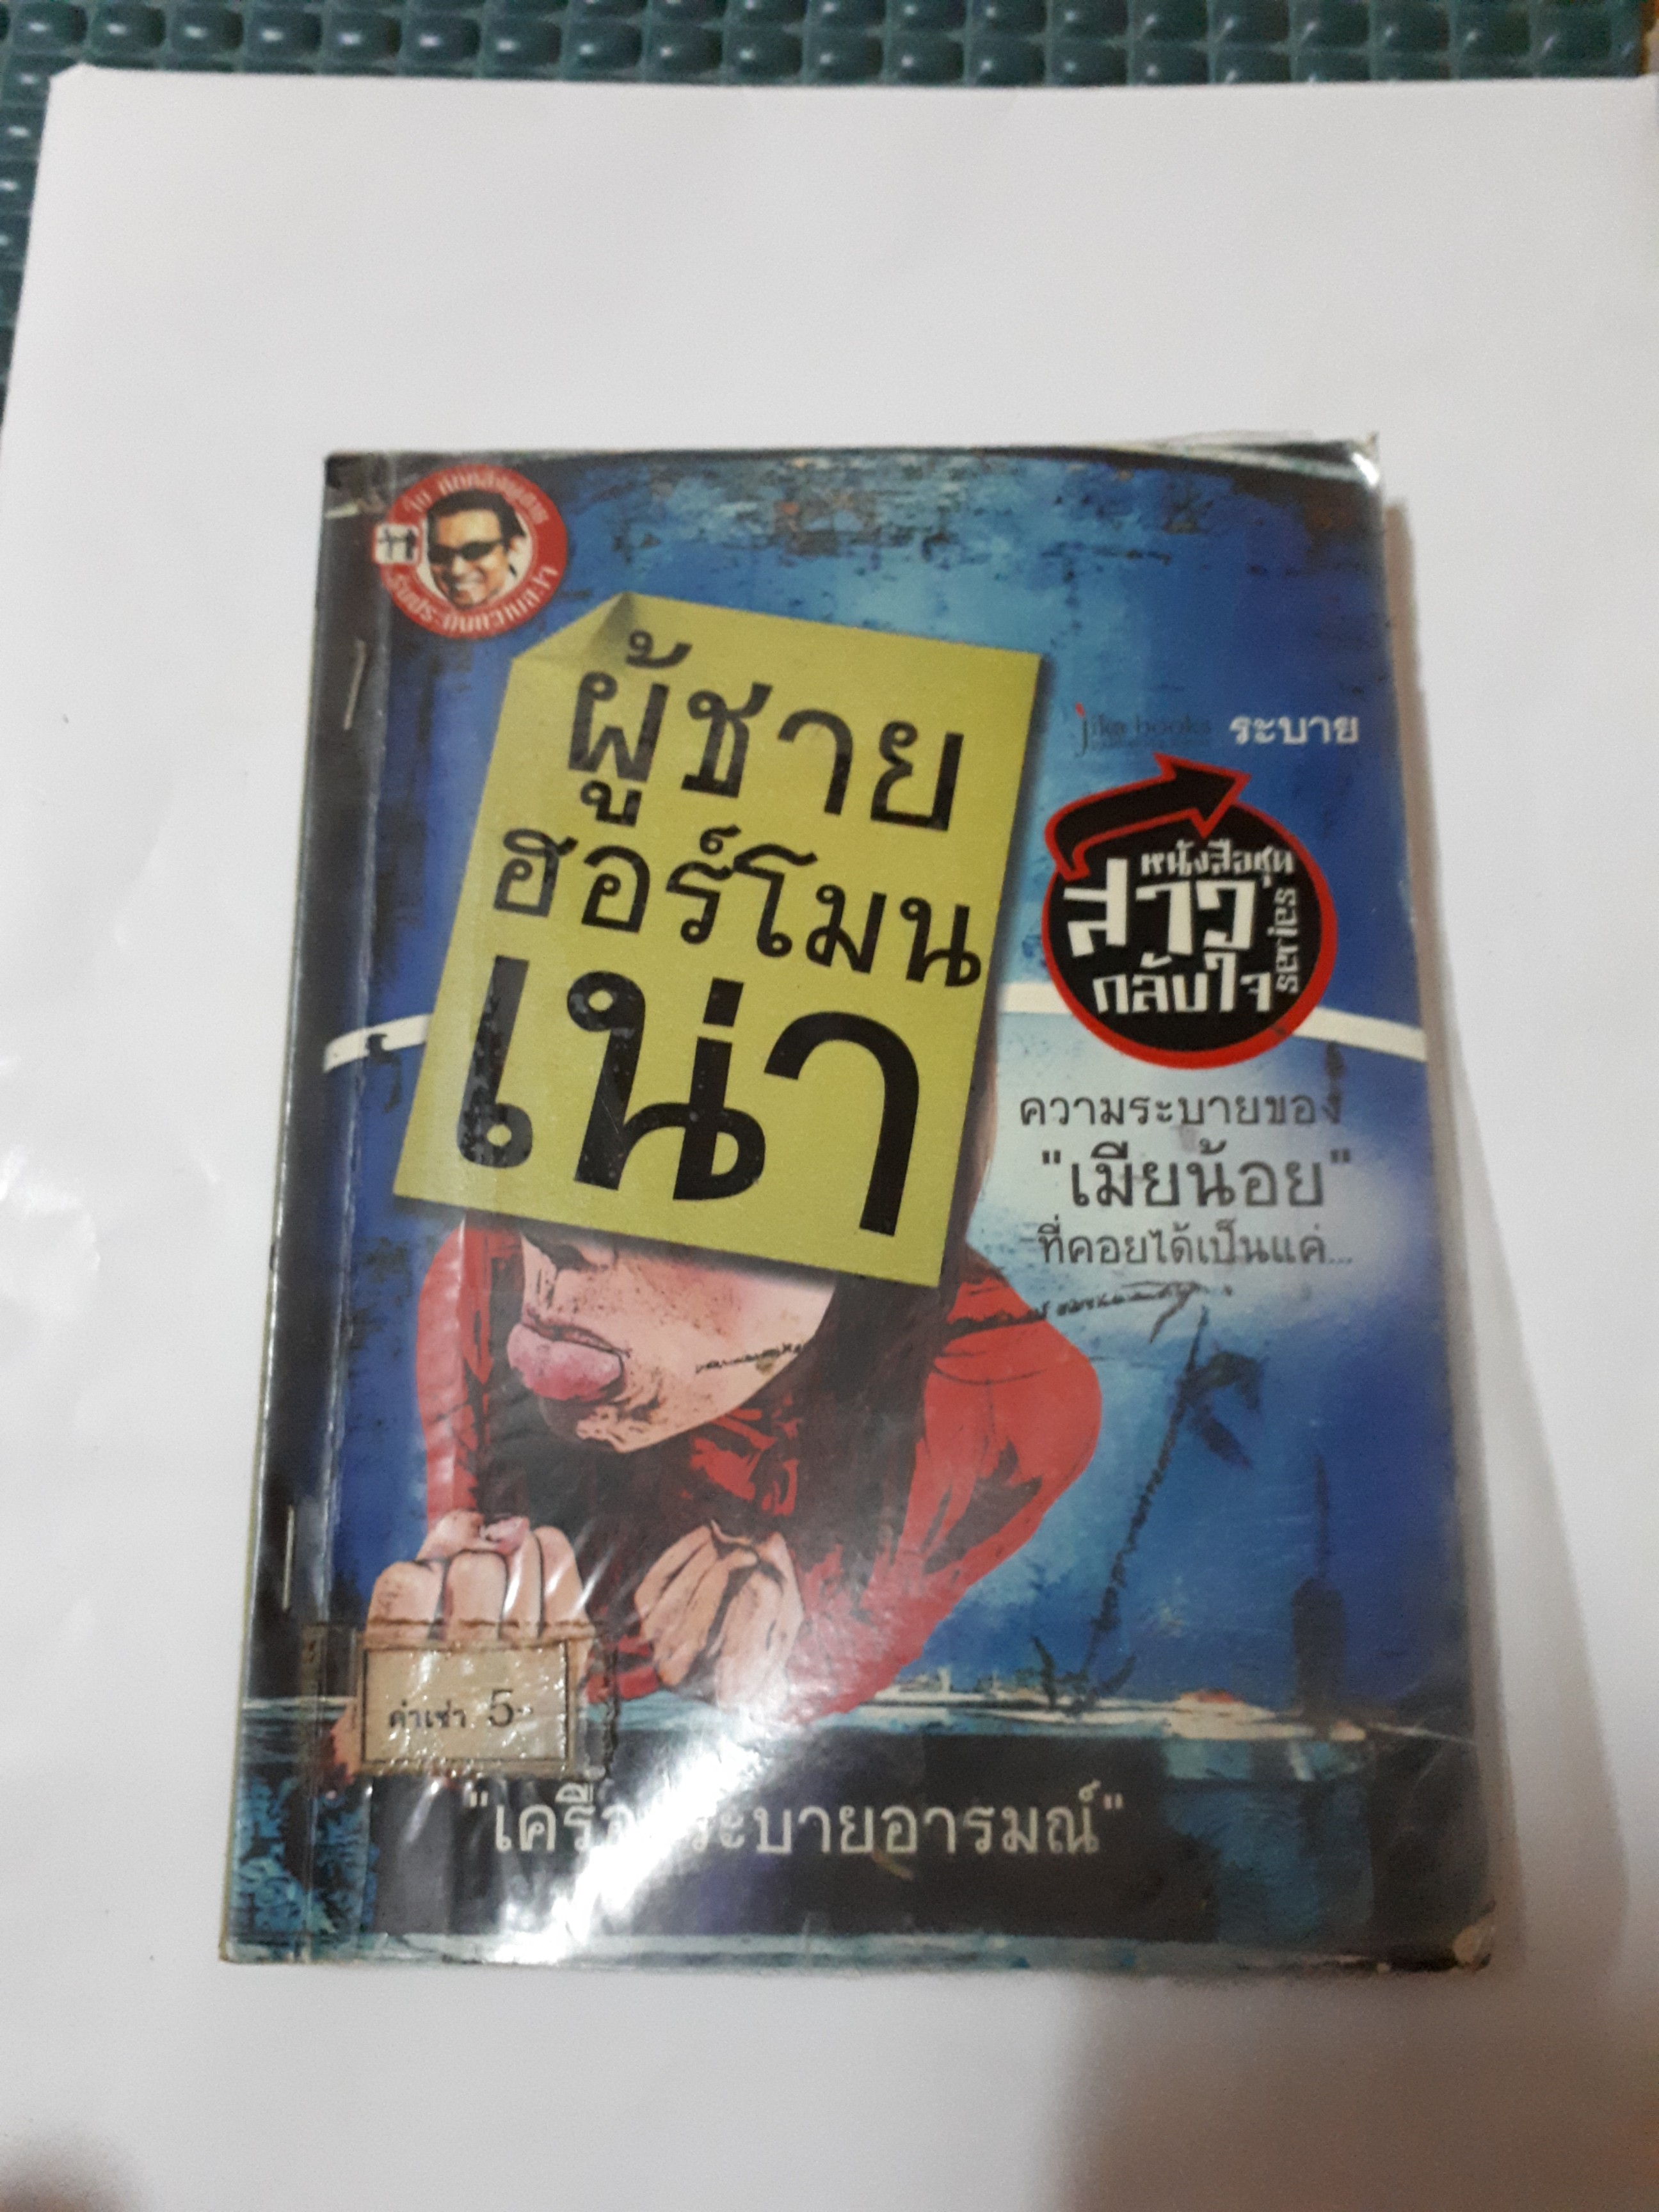 ผู้ชาย
ฮอร์โมน
เน่า
jika books ระบาย
หนังสือชุด
สาว
กลับใจ
ความระบายของ
"เมียน้อย"
ที่คอยได้เป็นแค่...
ค่าเช่า 5.-
ระบายอารมณ์"